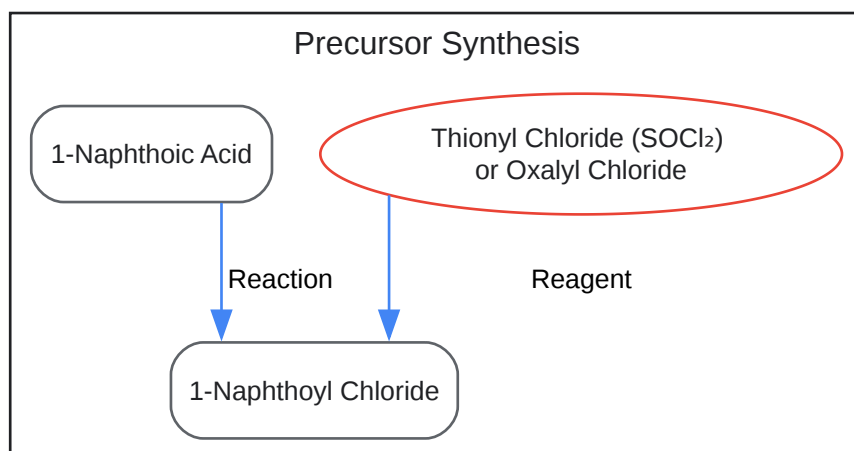 Precursor Synthesis
1-Naphthoic Acid
Thionyl Chloride (SOCl₂)
or Oxalyl Chloride
Reaction
Reagent
1-Naphthoyl Chloride